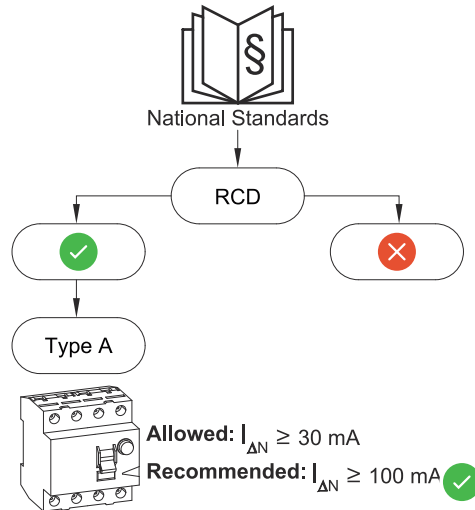 §
National Standards
RCD
Type A
Allowed: IΔN ≥ 30 mA
Recommended: IΔN ≥ 100 mA